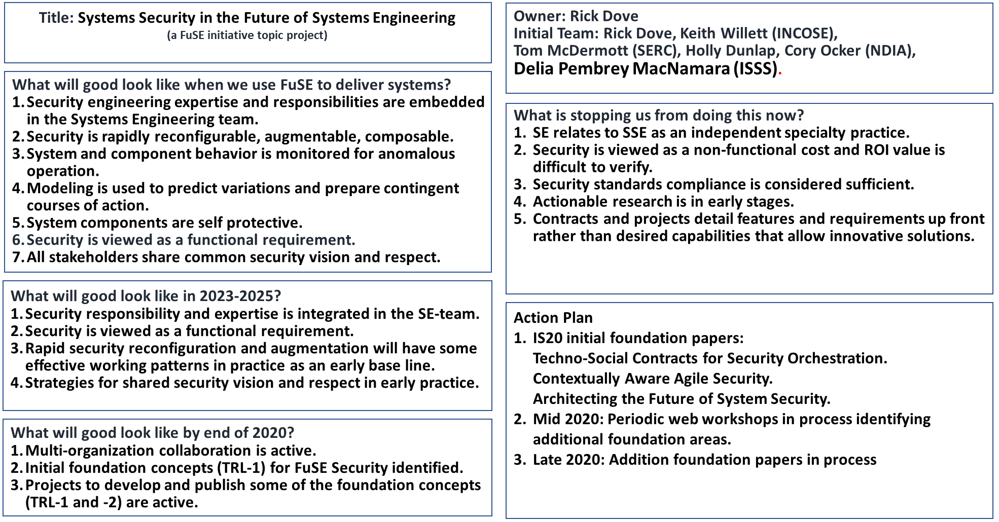 Title: Systems Security in the Future of Systems Engineering
(a FuSE initiative topic project)
What will good look like when we use FuSE to deliver systems?
1. Security engineering expertise and responsibilities are embedded
in the Systems Engineering team.
2. Security is rapidly reconfigurable, augmentable, composable.
3. System and component behavior is monitored for anomalous
operation.
4. Modeling is used to predict variations and prepare contingent
courses of action.
5. System components are self protective.
6. Security is viewed as a functional requirement.
7. All stakeholders share common security vision and respect.
What will good look like in 2023-2025?
1. Security responsibility and expertise is integrated in the SE-team.
2. Security is viewed as a functional requirement.
3. Rapid security reconfiguration and augmentation will have some
effective working patterns in practice as an early base line.
4. Strategies for shared security vision and respect in early practice.
What will good look like by end of 2020?
1. Multi-organization collaboration is active.
2. Initial foundation concepts (TRL-1) for FuSE Security identified.
3. Projects to develop and publish some of the foundation concepts
(TRL-1 and -2) are active.
Owner: Rick Dove
Initial Team: Rick Dove, Keith Willett (INCOSE),
Tom McDermott (SERC), Holly Dunlap, Cory Ocker (NDIA),
Delia Pembrey MacNamara (ISSS).
What is stopping us from doing this now?
1. SE relates to SSE as an independent specialty practice.
2. Security is viewed as a non-functional cost and ROI value is
difficult to verify.
3. Security standards compliance is considered sufficient.
4. Actionable research is in early stages.
5. Contracts and projects detail features and requirements up front
rather than desired capabilities that allow innovative solutions.
Action Plan
1. IS20 initial foundation papers:
Techno-Social Contracts for Security Orchestration.
Contextually Aware Agile Security.
Architecting the Future of System Security.
2. Mid 2020: Periodic web workshops in process identifying
additional foundation areas.
3. Late 2020: Addition foundation papers in process